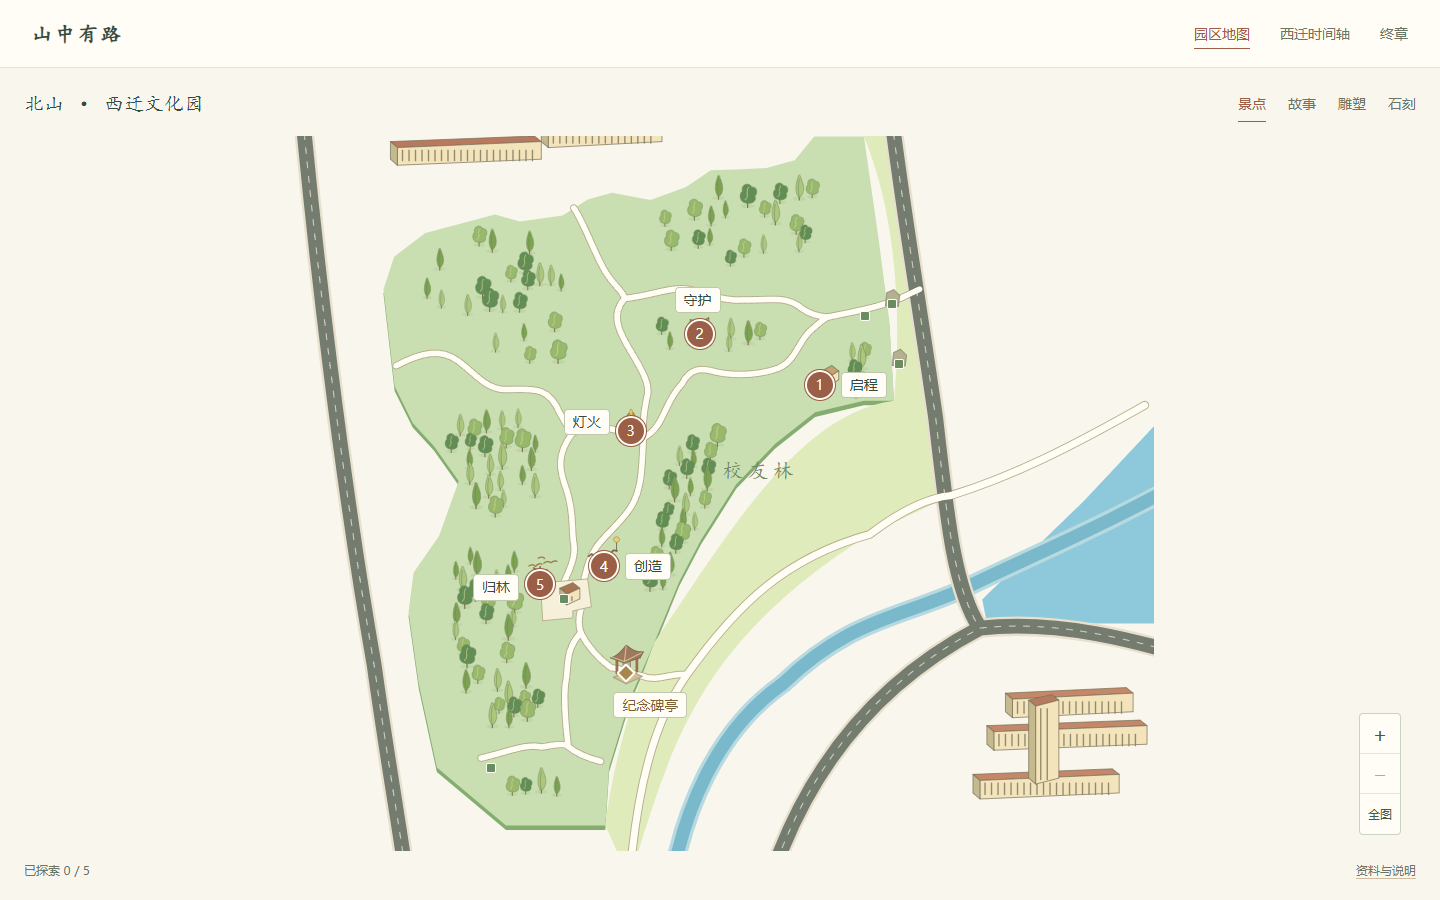 山中有路
园区地图 西迁时间轴 终章
北山 • 西迁文化园
景点 故事 雕塑 石刻
守护
2
1 启程
灯火 3
校友林
4 创造
归林 5
纪念碑亭
+
−
全图
已探索 0 / 5
资料与说明